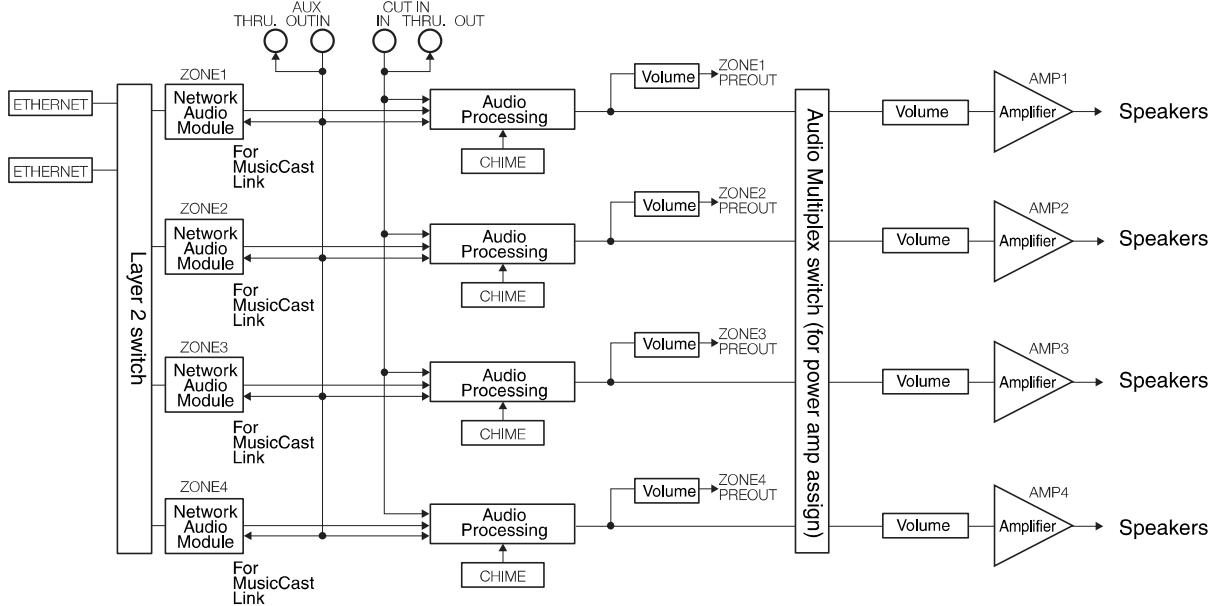 AUX
THRU. OUT IN
CUT IN
IN THRU. OUT
ETHERNET
ETHERNET
Layer 2 switch
ZONE1
Network
Audio
Module
For
MusicCast
Link
Audio
Processing
CHIME
Volume
ZONE1
PREOUT
ZONE2
Network
Audio
Module
For
MusicCast
Link
Audio
Processing
CHIME
Volume
ZONE2
PREOUT
ZONE3
Network
Audio
Module
For
MusicCast
Link
Audio
Processing
CHIME
Volume
ZONE3
PREOUT
ZONE4
Network
Audio
Module
For
MusicCast
Link
Audio
Processing
CHIME
Volume
ZONE4
PREOUT
Audio Multiplex switch (for power amp assign)
Volume
AMP1
Amplifier
Speakers
Volume
AMP2
Amplifier
Speakers
Volume
AMP3
Amplifier
Speakers
Volume
AMP4
Amplifier
Speakers